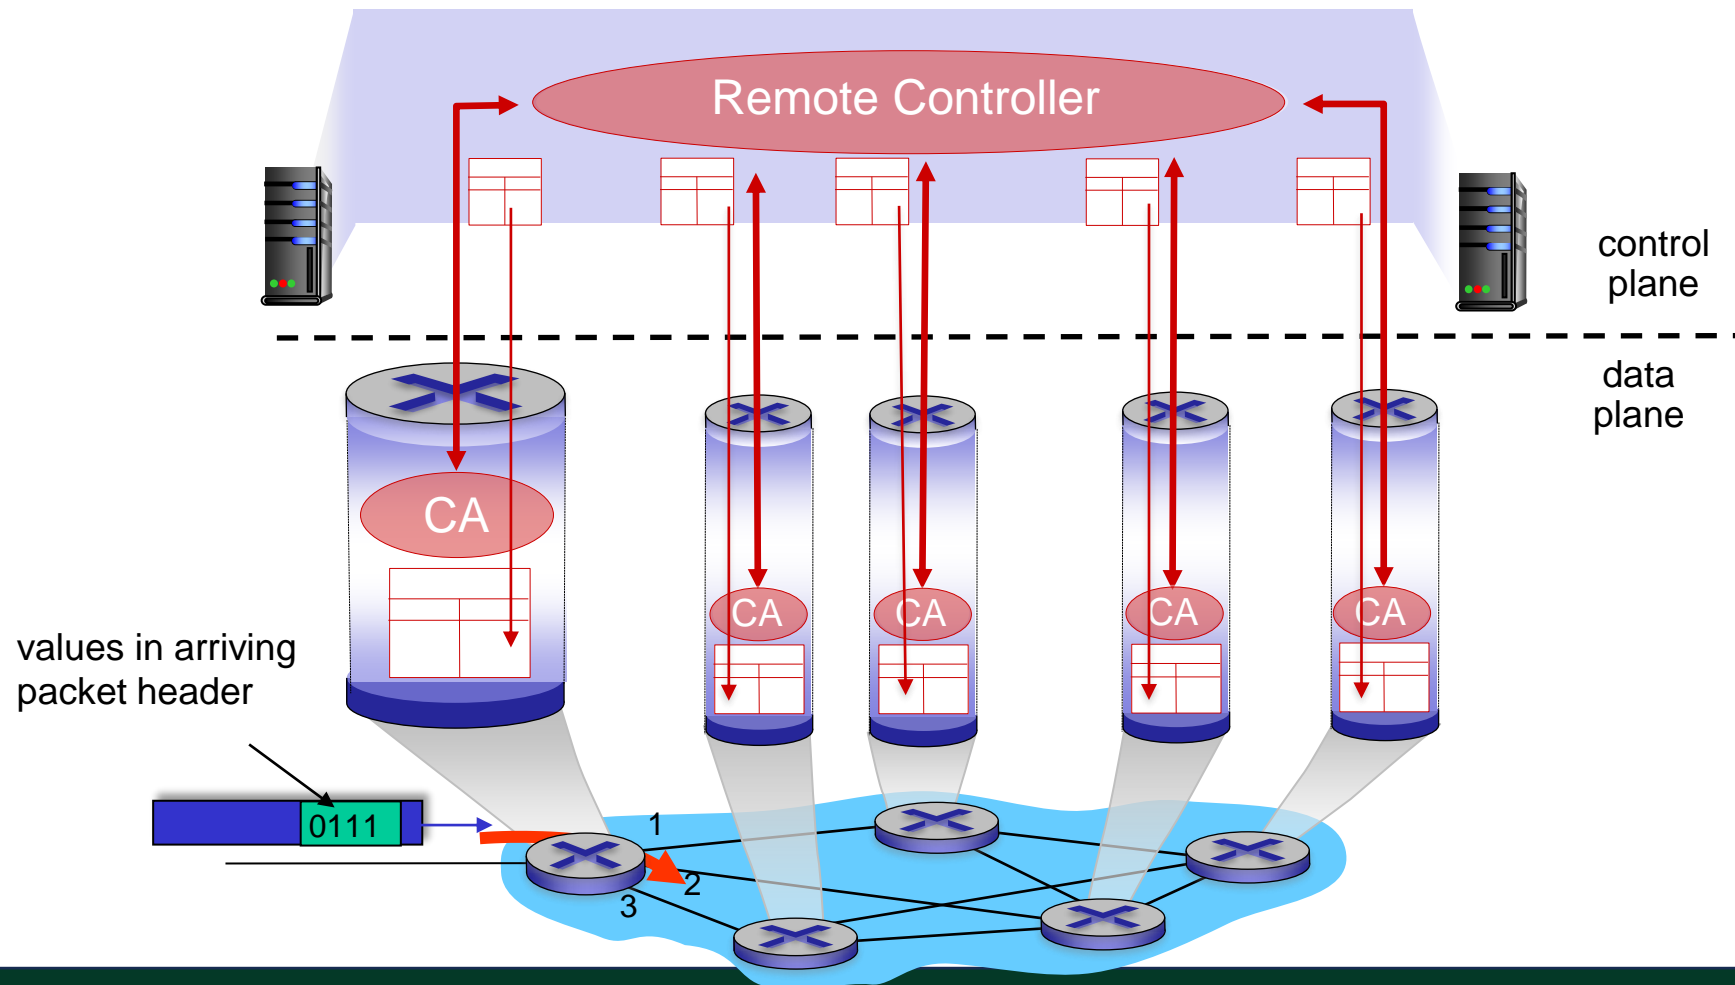 Remote Controller
control
plane
data
plane
CA
CA
CA
CA
CA
values in arriving
packet header
0111
1
2
3